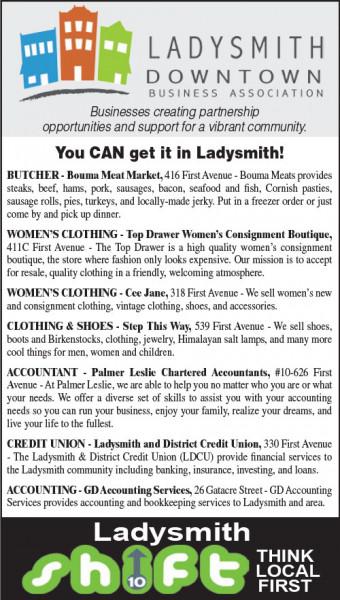 LADYSMITH
DOWNTOWN
BUSINESS ASSOCIATION
Businesses creating partnership
opportunities and support for a vibrant community.
You CAN get it in Ladysmith!
BUTCHER - Bouma Meat Market, 416 First Avenue - Bouma Meats provides
steaks, beef, hams, pork, sausages, bacon, seafood and fish, Cornish pasties,
sausage rolls, pies, turkeys, and locally-made jerky. Put in a freezer order or just
come by and pick up dinner.
WOMEN'S CLOTHING - Top Drawer Women's Consignment Boutique,
411C First Avenue - The Top Drawer is a high quality women's consignment
boutique, the store where fashion only looks expensive. Our mission is to accept
for resale, quality clothing in a friendly, welcoming atmosphere.
WOMEN'S CLOTHING - Cee Jane, 318 First Avenue - We sell women's new
and consignment clothing, vintage clothing, shoes, and accessories.
CLOTHING & SHOES - Step This Way, 539 First Avenue - We sell shoes,
boots and Birkenstocks, clothing, jewelry, Himalayan salt lamps, and many more
cool things for men, women and children.
ACCOUNTANT - Palmer Leslie Chartered Accountants, #10-626 First
Avenue - At Palmer Leslie, we are able to help you no matter who you are or what
your needs. We offer a diverse set of skills to assist you with your accounting
needs so you can run your business, enjoy your family, realize your dreams, and
live your life to the fullest.
CREDIT UNION - Ladysmith and District Credit Union, 330 First Avenue
- The Ladysmith & District Credit Union (LDCU) provide financial services to
the Ladysmith community including banking, insurance, investing, and loans.
ACCOUNTING - GD Accounting Services, 26 Gatacre Street - GD Accounting
Services provides accounting and bookkeeping services to Ladysmith and area.
Ladysmith
shift
10
THINK
LOCAL
FIRST